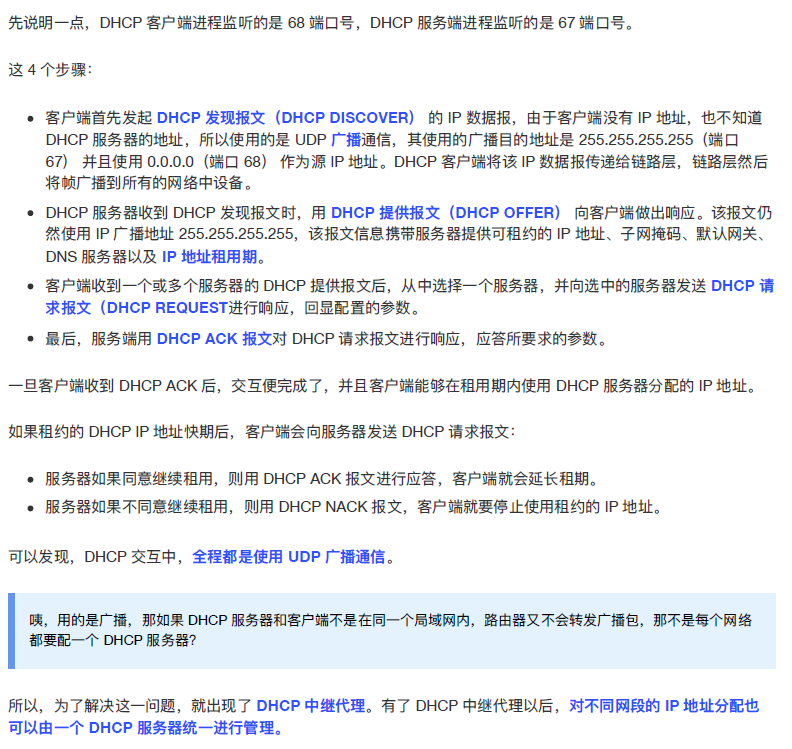 先说明一点，DHCP 客户端进程监听的是 68 端口号，DHCP 服务端进程监听的是 67 端口号。
这 4 个步骤：
客户端首先发起 DHCP 发现报文（DHCP DISCOVER） 的 IP 数据报，由于客户端没有 IP 地址，也不知道
DHCP 服务器的地址，所以使用的是 UDP 广播通信，其使用的广播目的地址是 255.255.255.255（端口
67） 并且使用 0.0.0.0（端口 68） 作为源 IP 地址。DHCP 客户端将该 IP 数据报传递给链路层，链路层然后
将帧广播到所有的网络中设备。
DHCP 服务器收到 DHCP 发现报文时，用 DHCP 提供报文（DHCP OFFER） 向客户端做出响应。该报文仍
然使用 IP 广播地址 255.255.255.255，该报文信息携带服务器提供可租约的 IP 地址、子网掩码、默认网关、
DNS 服务器以及 IP 地址租用期。
客户端收到一个或多个服务器的 DHCP 提供报文后，从中选择一个服务器，并向选中的服务器发送 DHCP 请
求报文（DHCP REQUEST进行响应，回显配置的参数。
最后，服务端用 DHCP ACK 报文对 DHCP 请求报文进行响应，应答所要求的参数。
一旦客户端收到 DHCP ACK 后，交互便完成了，并且客户端能够在租用期内使用 DHCP 服务器分配的 IP 地址。
如果租约的 DHCP IP 地址快期后，客户端会向服务器发送 DHCP 请求报文：
服务器如果同意继续租用，则用 DHCP ACK 报文进行应答，客户端就会延长租期。
服务器如果不同意继续租用，则用 DHCP NACK 报文，客户端就要停止使用租约的 IP 地址。
可以发现，DHCP 交互中，全程都是使用 UDP 广播通信。
咦，用的是广播，那如果 DHCP 服务器和客户端不是在同一个局域网内，路由器又不会转发广播包，那不是每个网络
都要配一个 DHCP 服务器？
所以，为了解决这一问题，就出现了 DHCP 中继代理。有了 DHCP 中继代理以后，对不同网段的 IP 地址分配也
可以由一个 DHCP 服务器统一进行管理。